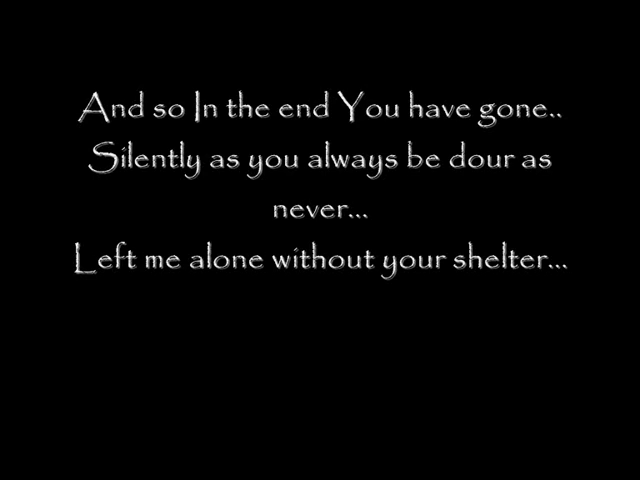 And so In the end You have gone..
Silently as you always be dour as
never...
Left me alone without your shelter...